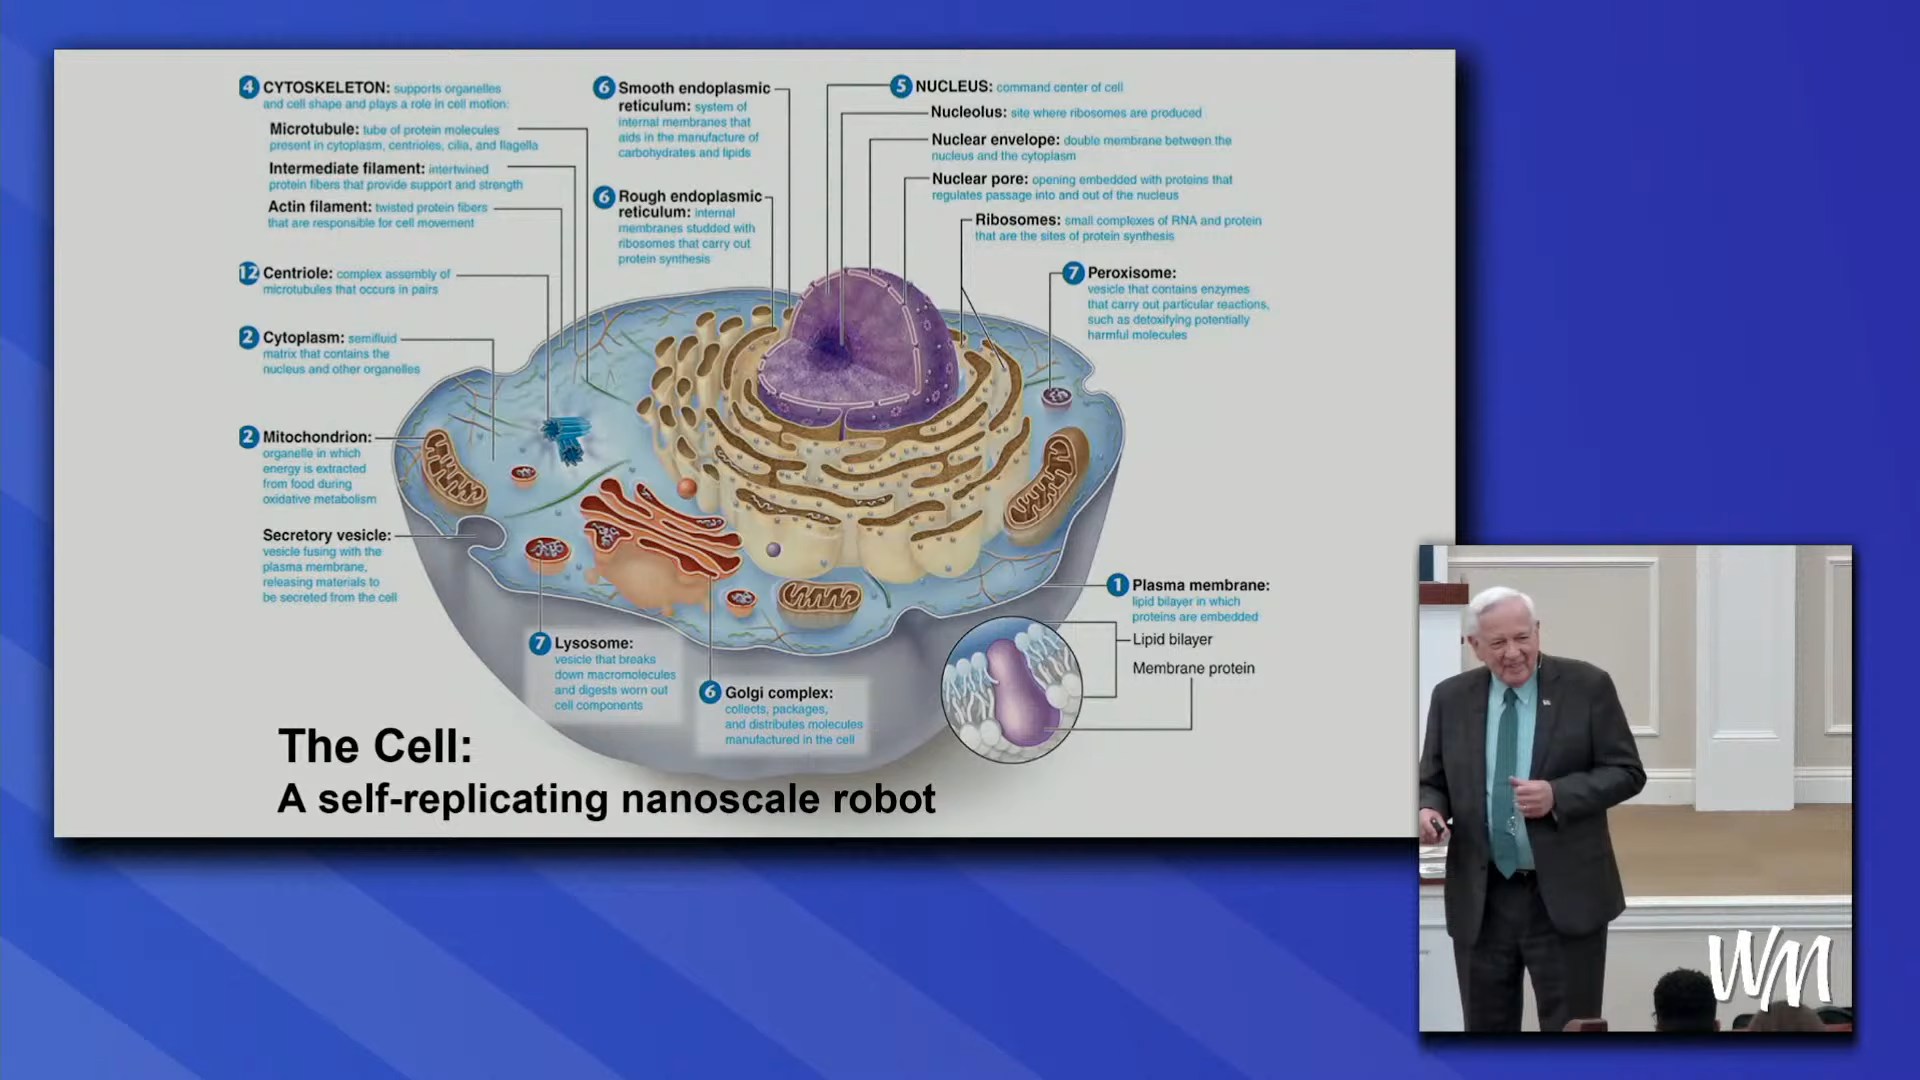 4 CYTOSKELETON: supports organelles
and cell shape and plays a role in cell motion:
Microtubule: tube of protein molecules
present in cytoplasm, centrioles, cilia, and flagella
Intermediate filament: intertwined
protein fibers that provide support and strength
Actin filament: twisted protein fibers
that are responsible for cell movement
12 Centriole: complex assembly of
microtubules that occurs in pairs
2 Cytoplasm: semifluid
matrix that contains the
nucleus and other organelles
2 Mitochondrion:
organelle in which
energy is extracted
from food during
oxidative metabolism
Secretory vesicle:
vesicle fusing with the
plasma membrane,
releasing materials to
be secreted from the cell
6 Smooth endoplasmic
reticulum: system of
internal membranes that
aids in the manufacture of
carbohydrates and lipids
6 Rough endoplasmic
reticulum: internal
membranes studded with
ribosomes that carry out
protein synthesis
5 NUCLEUS: command center of cell
Nucleolus: site where ribosomes are produced
Nuclear envelope: double membrane between the
nucleus and the cytoplasm
Nuclear pore: opening embedded with proteins that
regulates passage into and out of the nucleus
Ribosomes: small complexes of RNA and protein
that are the sites of protein synthesis
7 Peroxisome:
vesicle that contains enzymes
that carry out particular reactions,
such as detoxifying potentially
harmful molecules
1 Plasma membrane:
lipid bilayer in which
proteins are embedded
Lipid bilayer
Membrane protein
7 Lysosome:
vesicle that breaks
down macromolecules
and digests worn out
cell components
6 Golgi complex:
collects, packages,
and distributes molecules
manufactured in the cell
The Cell:
A self-replicating nanoscale robot
WM